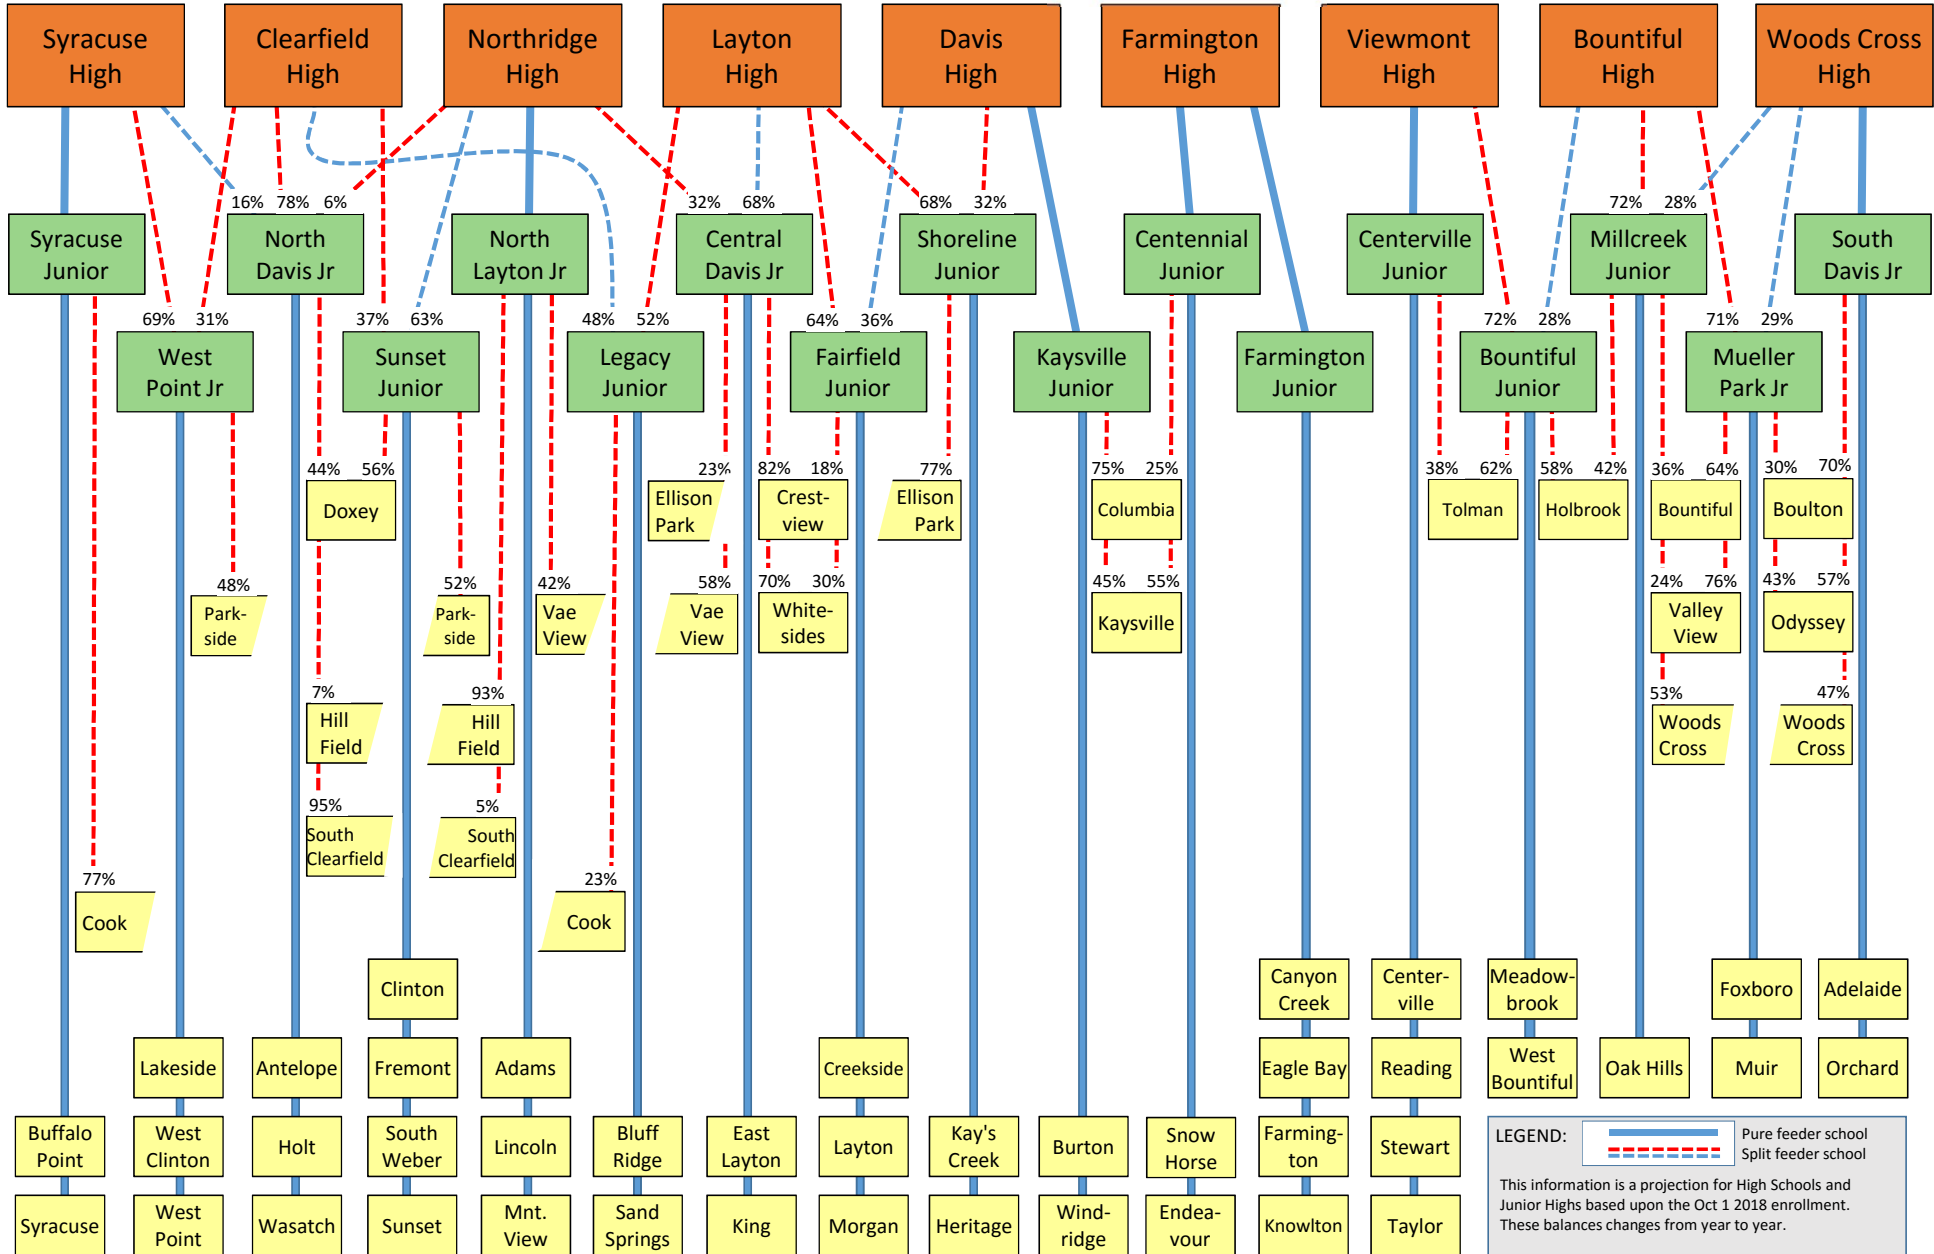 Syracuse
High
Clearfield
High
Northridge
High
Layton
High
Davis
High
Farmington
High
Viewmont
High
Bountiful
High
Woods Cross
High
16% 78% 6%
32% 68%
68% 32%
72% 28%
Syracuse
Junior
North
Davis Jr
North
Layton Jr
Central
Davis Jr
Shoreline
Junior
Centennial
Junior
Centerville
Junior
Millcreek
Junior
South
Davis Jr
69% 31%
37% 63%
48% 52%
64% 36%
72% 28%
71% 29%
West
Point Jr
Sunset
Junior
Legacy
Junior
Fairfield
Junior
Kaysville
Junior
Farmington
Junior
Bountiful
Junior
Mueller
Park Jr
44% 56%
23%
82% 18%
77%
75% 25%
38% 62%
58% 42%
36% 64%
30% 70%
Doxey
Ellison
Park
Crest-
view
Ellison
Park
Columbia
Tolman
Holbrook
Bountiful
Boulton
48%
52%
42%
58%
70% 30%
45% 55%
24% 76%
43% 57%
Park-
side
Park-
side
Vae
View
Vae
View
White-
sides
Kaysville
Valley
View
Odyssey
7%
93%
53%
47%
Hill
Field
Hill
Field
Woods
Cross
Woods
Cross
95%
5%
South
Clearfield
South
Clearfield
77%
23%
Cook
Cook
Clinton
Canyon
Creek
Center-
ville
Meadow-
brook
Foxboro
Adelaide
Lakeside
Antelope
Fremont
Adams
Creekside
Eagle Bay
Reading
West
Bountiful
Oak Hills
Muir
Orchard
Buffalo
Point
West
Clinton
Holt
South
Weber
Lincoln
Bluff
Ridge
East
Layton
Layton
Kay's
Creek
Burton
Snow
Horse
Farming-
ton
Stewart
Syracuse
West
Point
Wasatch
Sunset
Mnt.
View
Sand
Springs
King
Morgan
Heritage
Wind-
ridge
Endea-
vour
Knowlton
Taylor
LEGEND:
Pure feeder school
Split feeder school
This information is a projection for High Schools and
Junior Highs based upon the Oct 1 2018 enrollment.
These balances changes from year to year.